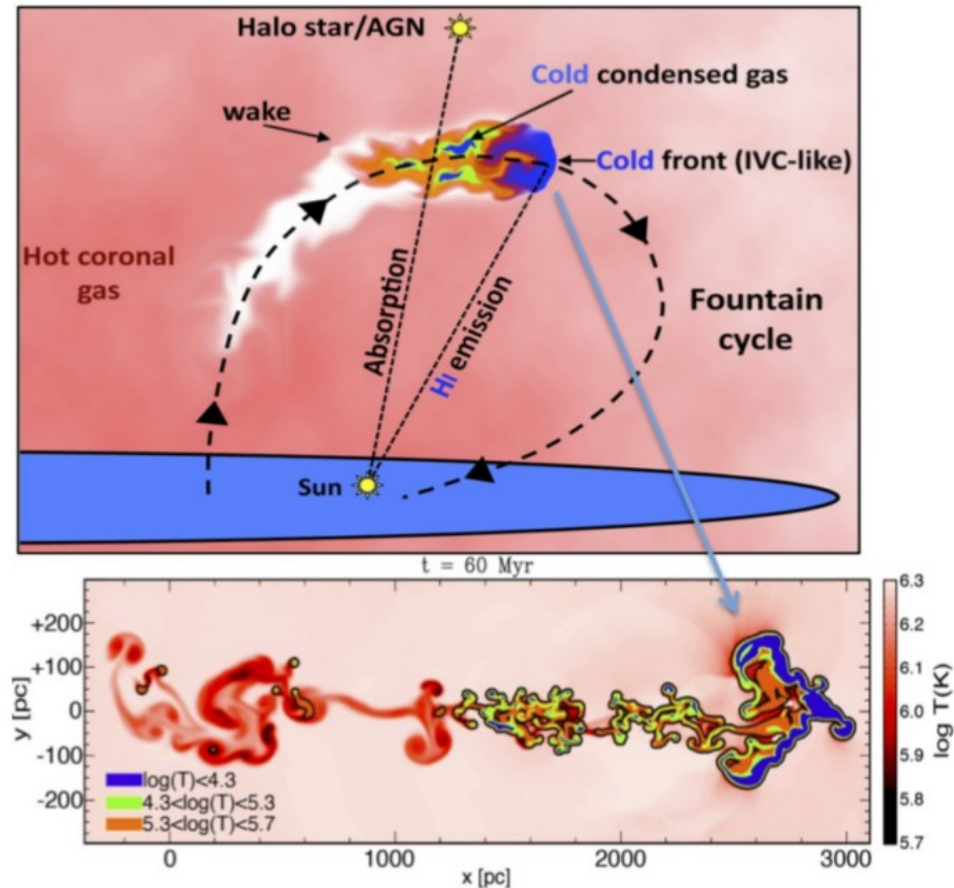 Halo star/AGN
Cold condensed gas
wake
Cold front (IVC-like)
Hot coronal
gas
Absorption
HI emission
Fountain
cycle
Sun
t = 60 Myr
+200
+100
0
-100
-200
y [pc]
log(T)<4.3
4.3<log(T)<5.3
5.3<log(T)<5.7
0
1000
2000
3000
x [pc]
6.3
6.2
6.1
6.0
5.9
5.8
5.7
log T(K)